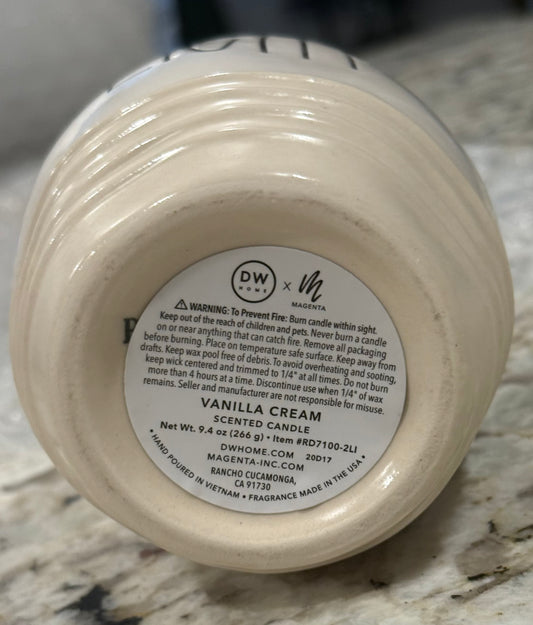 DW
HOME
x
M
MAGENTA
⚠ WARNING: To Prevent Fire: Burn candle within sight.
Keep out of the reach of children and pets. Never burn a candle
on or near anything that can catch fire. Remove all packaging
before burning. Place on temperature safe surface. Keep away from
drafts. Keep wax pool free of debris. To avoid overheating and sooting,
keep wick centered and trimmed to 1/4" at all times. Do not burn
more than 4 hours at a time. Discontinue use when 1/4" of wax
remains. Seller and manufacturer are not responsible for misuse.
VANILLA CREAM
SCENTED CANDLE
Net Wt. 9.4 oz (266 g) • Item #RD7100-2LI
DWHOME.COM 20D17
MAGENTA-INC.COM
RANCHO CUCAMONGA,
CA 91730
• HAND POURED IN VIETNAM • FRAGRANCE MADE IN THE USA •